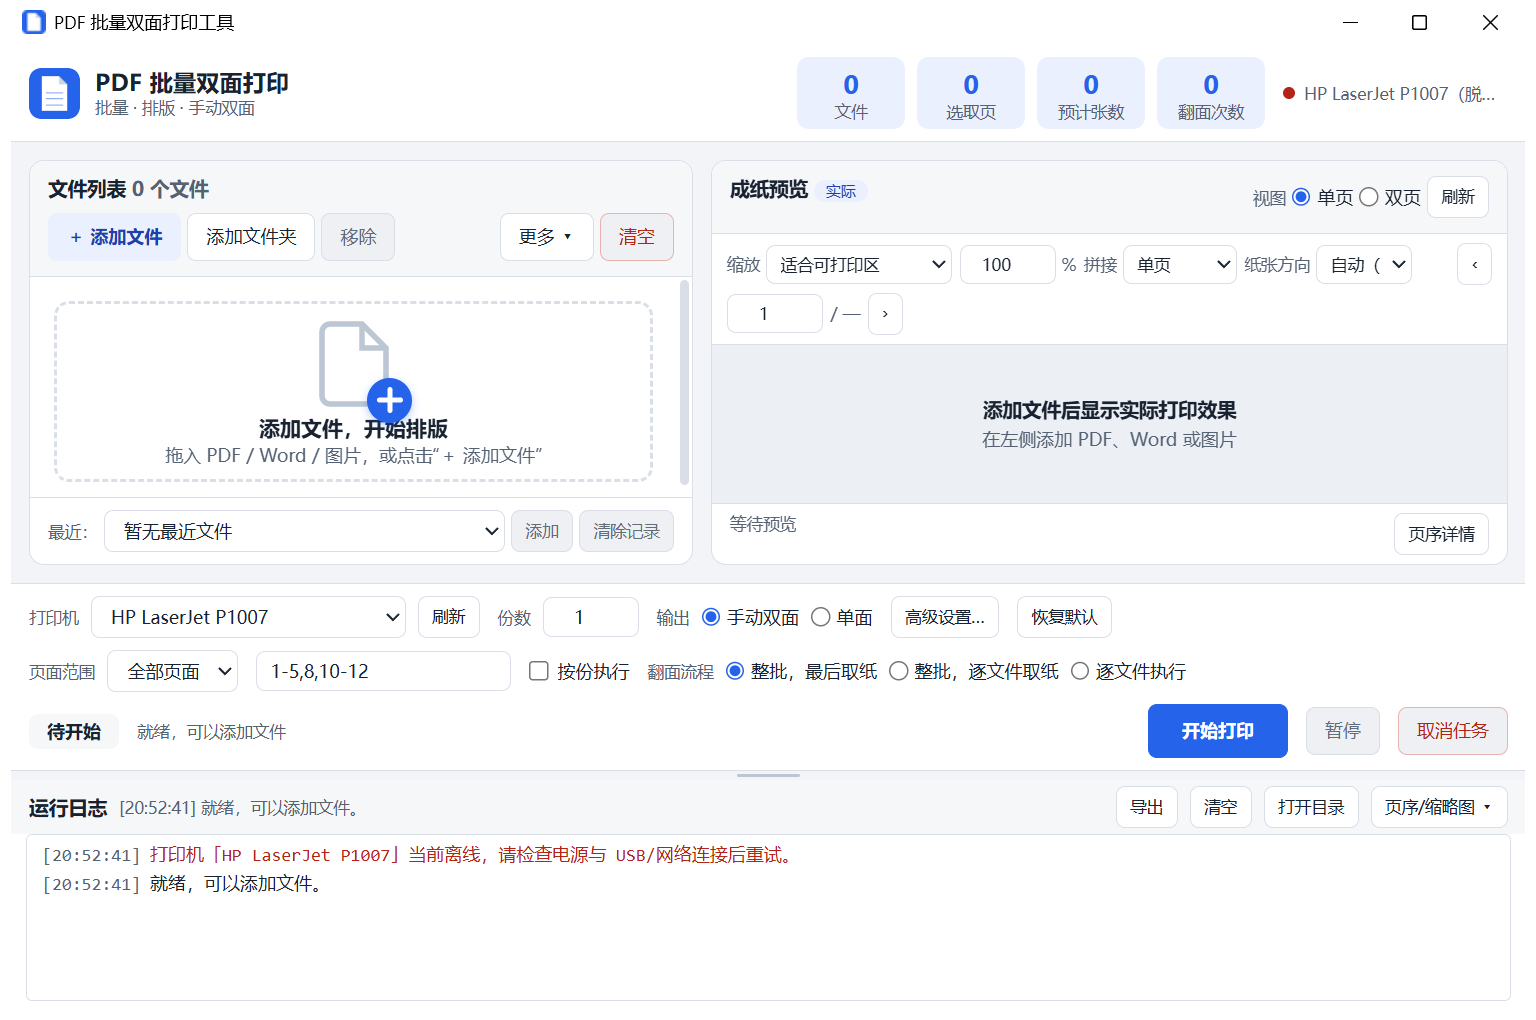 PDF 批量双面打印工具
PDF 批量双面打印
批量 · 排版 · 手动双面
0 文件
0 选取页
0 预计张数
0 翻面次数
HP LaserJet P1007（脱...
文件列表 0 个文件
+ 添加文件 添加文件夹 移除 更多 ▾ 清空
添加文件，开始排版
拖入 PDF / Word / 图片，或点击“+ 添加文件”
最近： 暂无最近文件 添加 清除记录
成纸预览 实际 视图 单页 双页 刷新
缩放 适合可打印区 100 % 拼接 单页 纸张方向 自动（ ‹
1 / — ›
添加文件后显示实际打印效果
在左侧添加 PDF、Word 或图片
等待预览 页序详情
打印机 HP LaserJet P1007 刷新 份数 1 输出 手动双面 单面 高级设置... 恢复默认
页面范围 全部页面 1-5,8,10-12 按份执行 翻面流程 整批，最后取纸 整批，逐文件取纸 逐文件执行
待开始 就绪，可以添加文件 开始打印 暂停 取消任务
运行日志 [20:52:41] 就绪，可以添加文件。 导出 清空 打开目录 页序/缩略图 ▾
[20:52:41] 打印机「HP LaserJet P1007」当前离线，请检查电源与 USB/网络连接后重试。
[20:52:41] 就绪，可以添加文件。